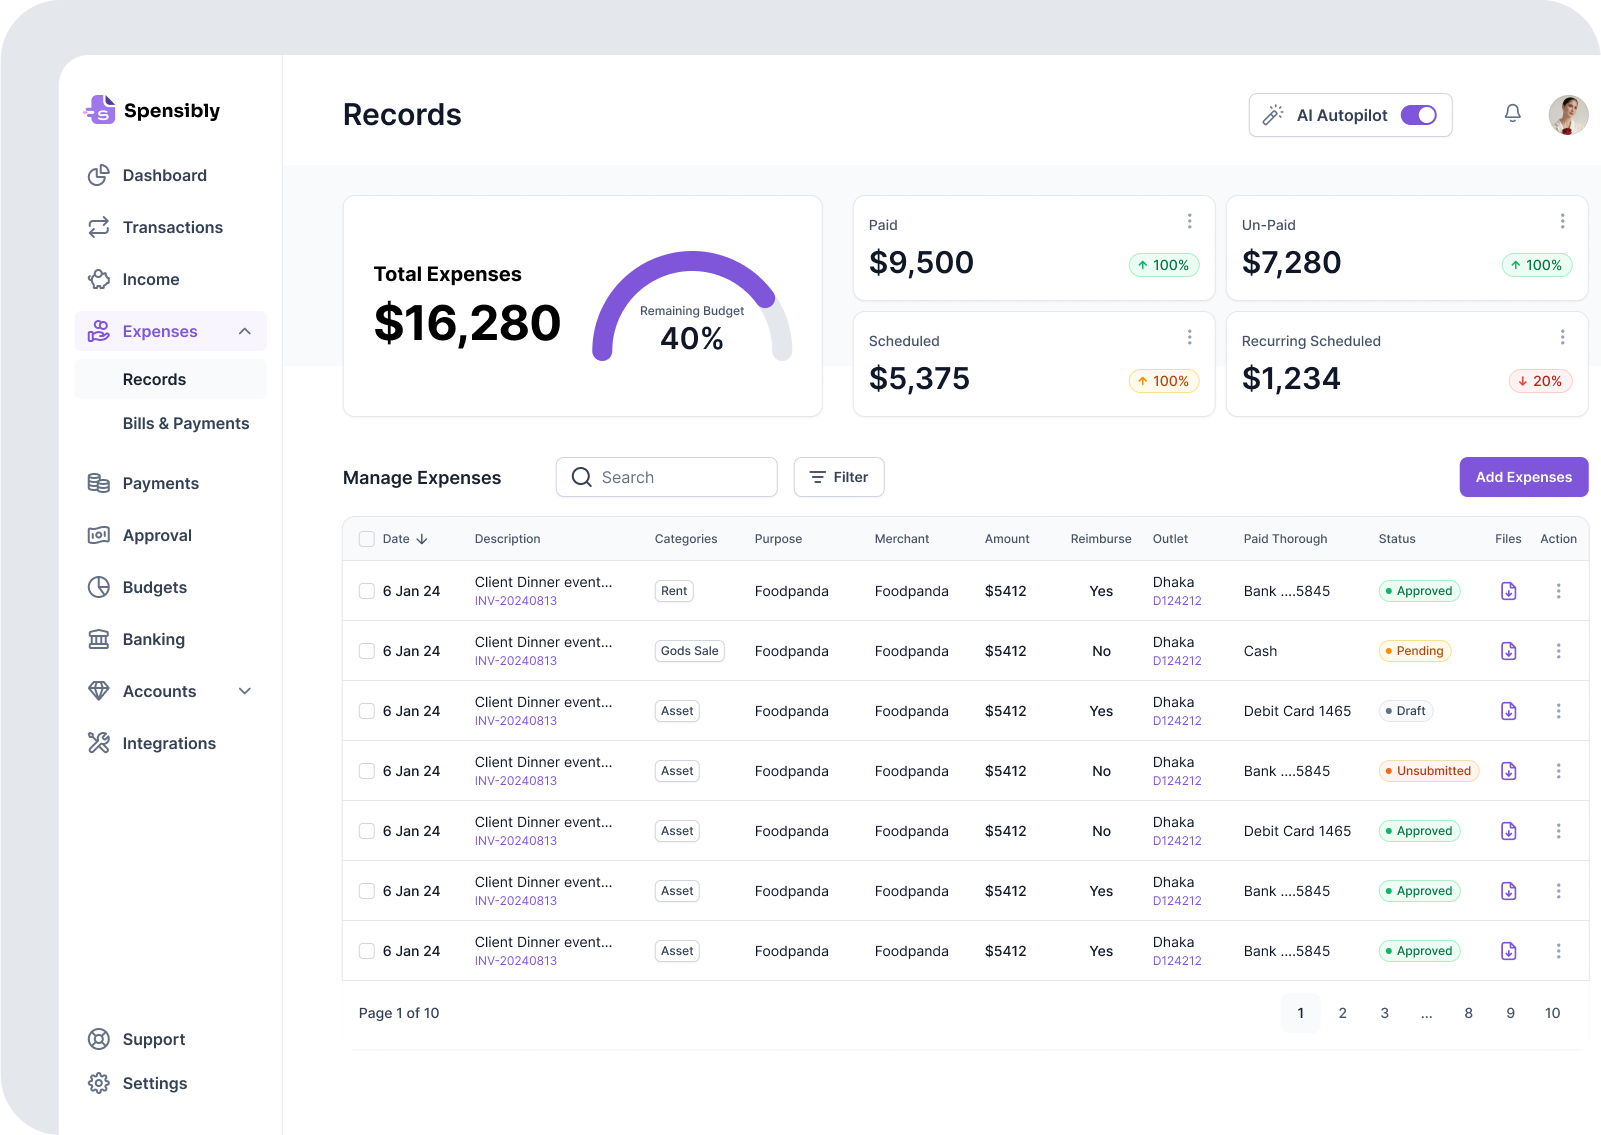 Spensibly
Dashboard
Transactions
Income
Expenses
Records
Bills & Payments
Payments
Approval
Budgets
Banking
Accounts
Integrations
Support
Settings
Records
AI Autopilot
Total Expenses
$16,280
Remaining Budget
40%
Paid
$9,500
100%
Un-Paid
$7,280
100%
Scheduled
$5,375
100%
Recurring Scheduled
$1,234
20%
Manage Expenses
Search
Filter
Add Expenses
Date Description Categories Purpose Merchant Amount Reimburse Outlet Paid Thorough Status Files Action
6 Jan 24 Client Dinner event... Rent Foodpanda Foodpanda $5412 Yes Dhaka Bank ....5845 Approved
INV-20240813 D124212
6 Jan 24 Client Dinner event... Gods Sale Foodpanda Foodpanda $5412 No Dhaka Cash Pending
INV-20240813 D124212
6 Jan 24 Client Dinner event... Asset Foodpanda Foodpanda $5412 Yes Dhaka Debit Card 1465 Draft
INV-20240813 D124212
6 Jan 24 Client Dinner event... Asset Foodpanda Foodpanda $5412 No Dhaka Bank ....5845 Unsubmitted
INV-20240813 D124212
6 Jan 24 Client Dinner event... Asset Foodpanda Foodpanda $5412 No Dhaka Debit Card 1465 Approved
INV-20240813 D124212
6 Jan 24 Client Dinner event... Asset Foodpanda Foodpanda $5412 Yes Dhaka Bank ....5845 Approved
INV-20240813 D124212
6 Jan 24 Client Dinner event... Asset Foodpanda Foodpanda $5412 Yes Dhaka Bank ....5845 Approved
INV-20240813 D124212
Page 1 of 10
1 2 3 ... 8 9 10